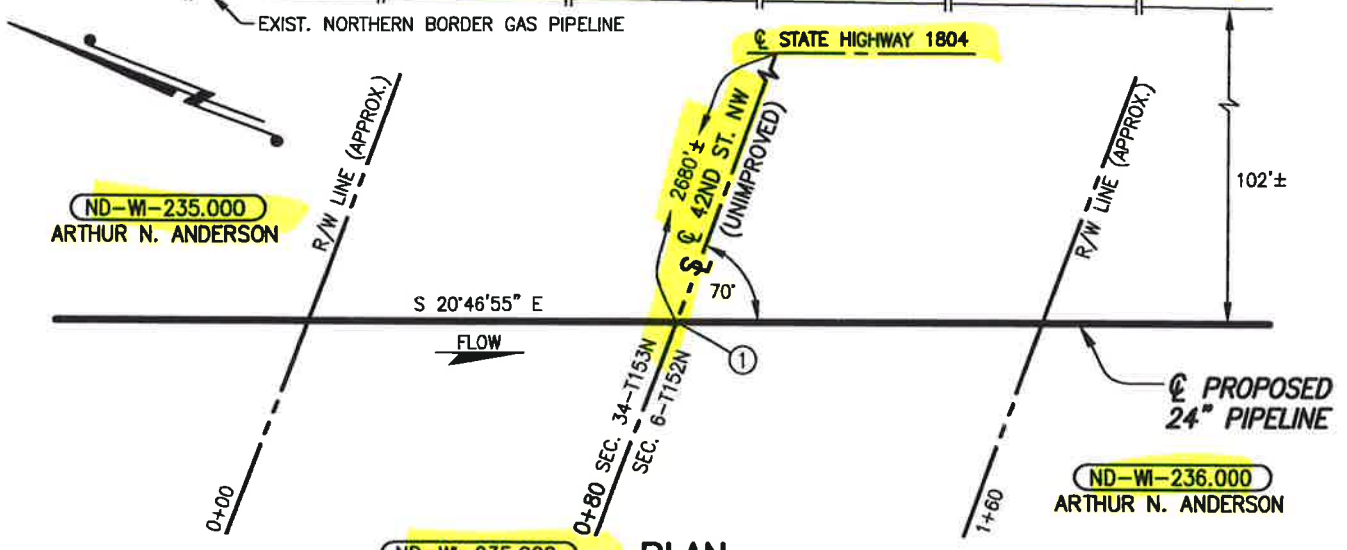 EXIST. NORTHERN BORDER GAS PIPELINE
℄ STATE HIGHWAY 1804
R/W LINE (APPROX.)
2680'±
℄ 42ND ST. NW
(UNIMPROVED)
R/W LINE (APPROX.)
102'±
ND-WI-235.000
ARTHUR N. ANDERSON
70°
S 20°46'55" E
FLOW
1
℄ PROPOSED
24" PIPELINE
0+00
0+80 SEC. 34-T153N
SEC. 6-T152N
1+60
ND-WI-236.000
ARTHUR N. ANDERSON
PLAN